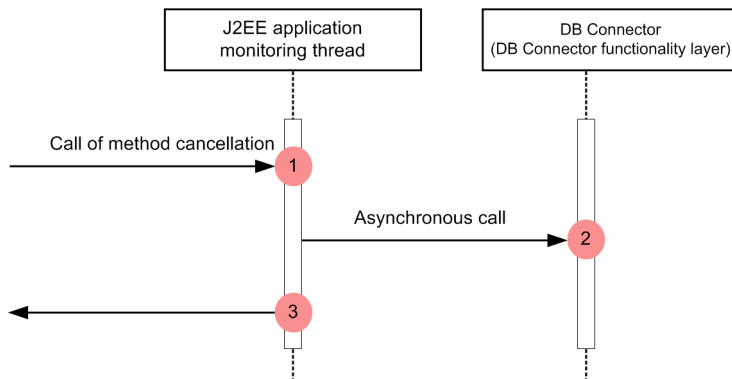 J2EE application
monitoring thread
DB Connector
(DB Connector functionality layer)
Call of method cancellation
1
Asynchronous call
2
3